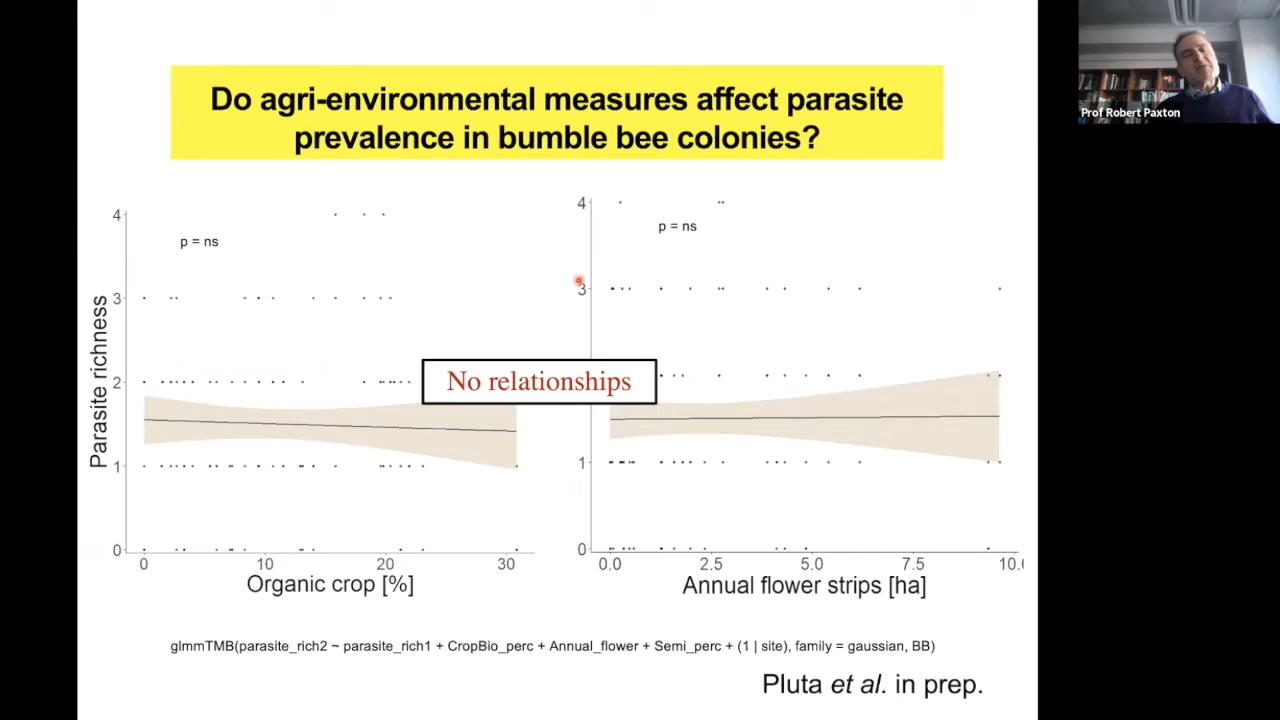 Do agri-environmental measures affect parasite
prevalence in bumble bee colonies?
Prof Robert Paxton
4
p = ns
3
2
1
0
Parasite richness
0 10 20 30
Organic crop [%]
No relationships
4
p = ns
3
1
0
0.0 2.5 5.0 7.5 10.0
Annual flower strips [ha]
glmmTMB(parasite_rich2 ~ parasite_rich1 + CropBio_perc + Annual_flower + Semi_perc + (1 | site), family = gaussian, BB)
Pluta et al. in prep.